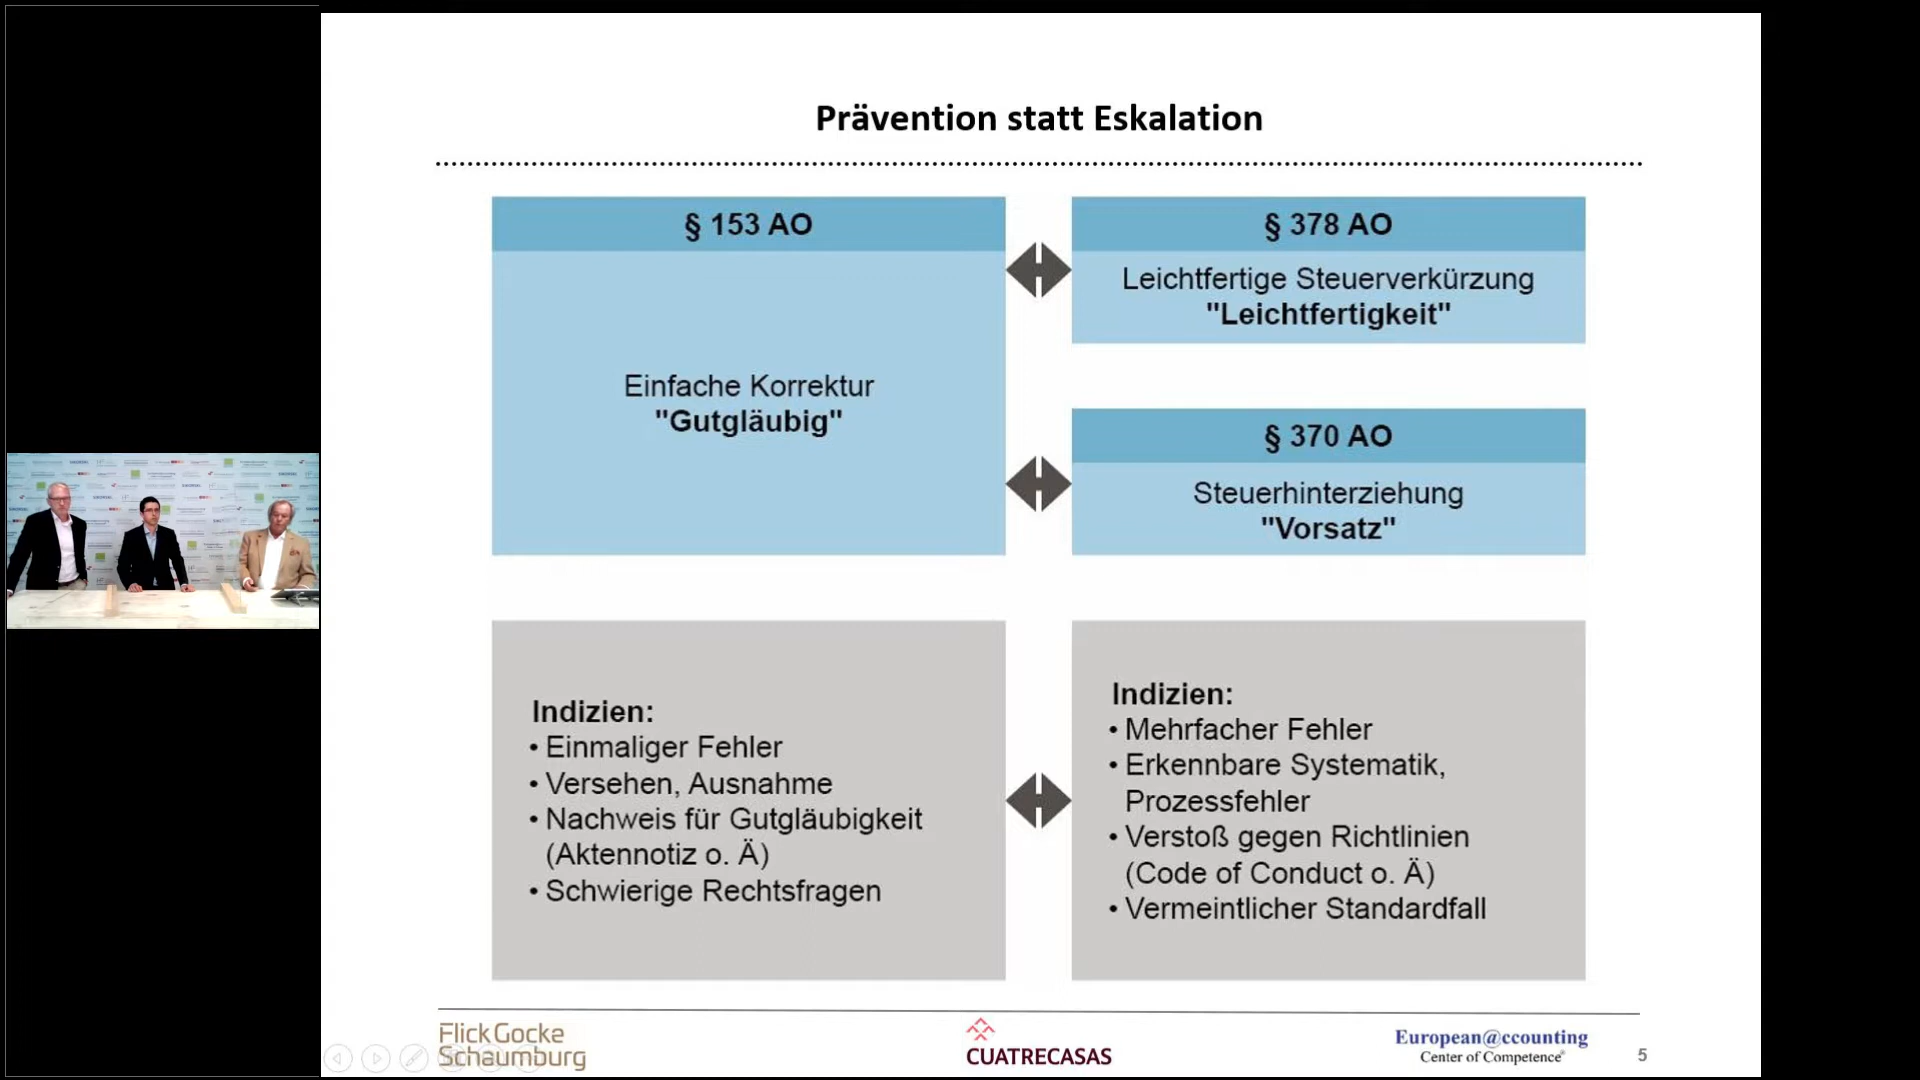 Prävention statt Eskalation
§ 153 AO
Einfache Korrektur
"Gutgläubig"
§ 378 AO
Leichtfertige Steuerverkürzung
"Leichtfertigkeit"
§ 370 AO
Steuerhinterziehung
"Vorsatz"
Indizien:
• Einmaliger Fehler
• Versehen, Ausnahme
• Nachweis für Gutgläubigkeit
(Aktennotiz o. Ä)
• Schwierige Rechtsfragen
Indizien:
• Mehrfacher Fehler
• Erkennbare Systematik,
Prozessfehler
• Verstoß gegen Richtlinien
(Code of Conduct o. Ä)
• Vermeintlicher Standardfall
Flick Gocke
Schaumburg
CUATRECASAS
European@ccounting
Center of Competence®
5